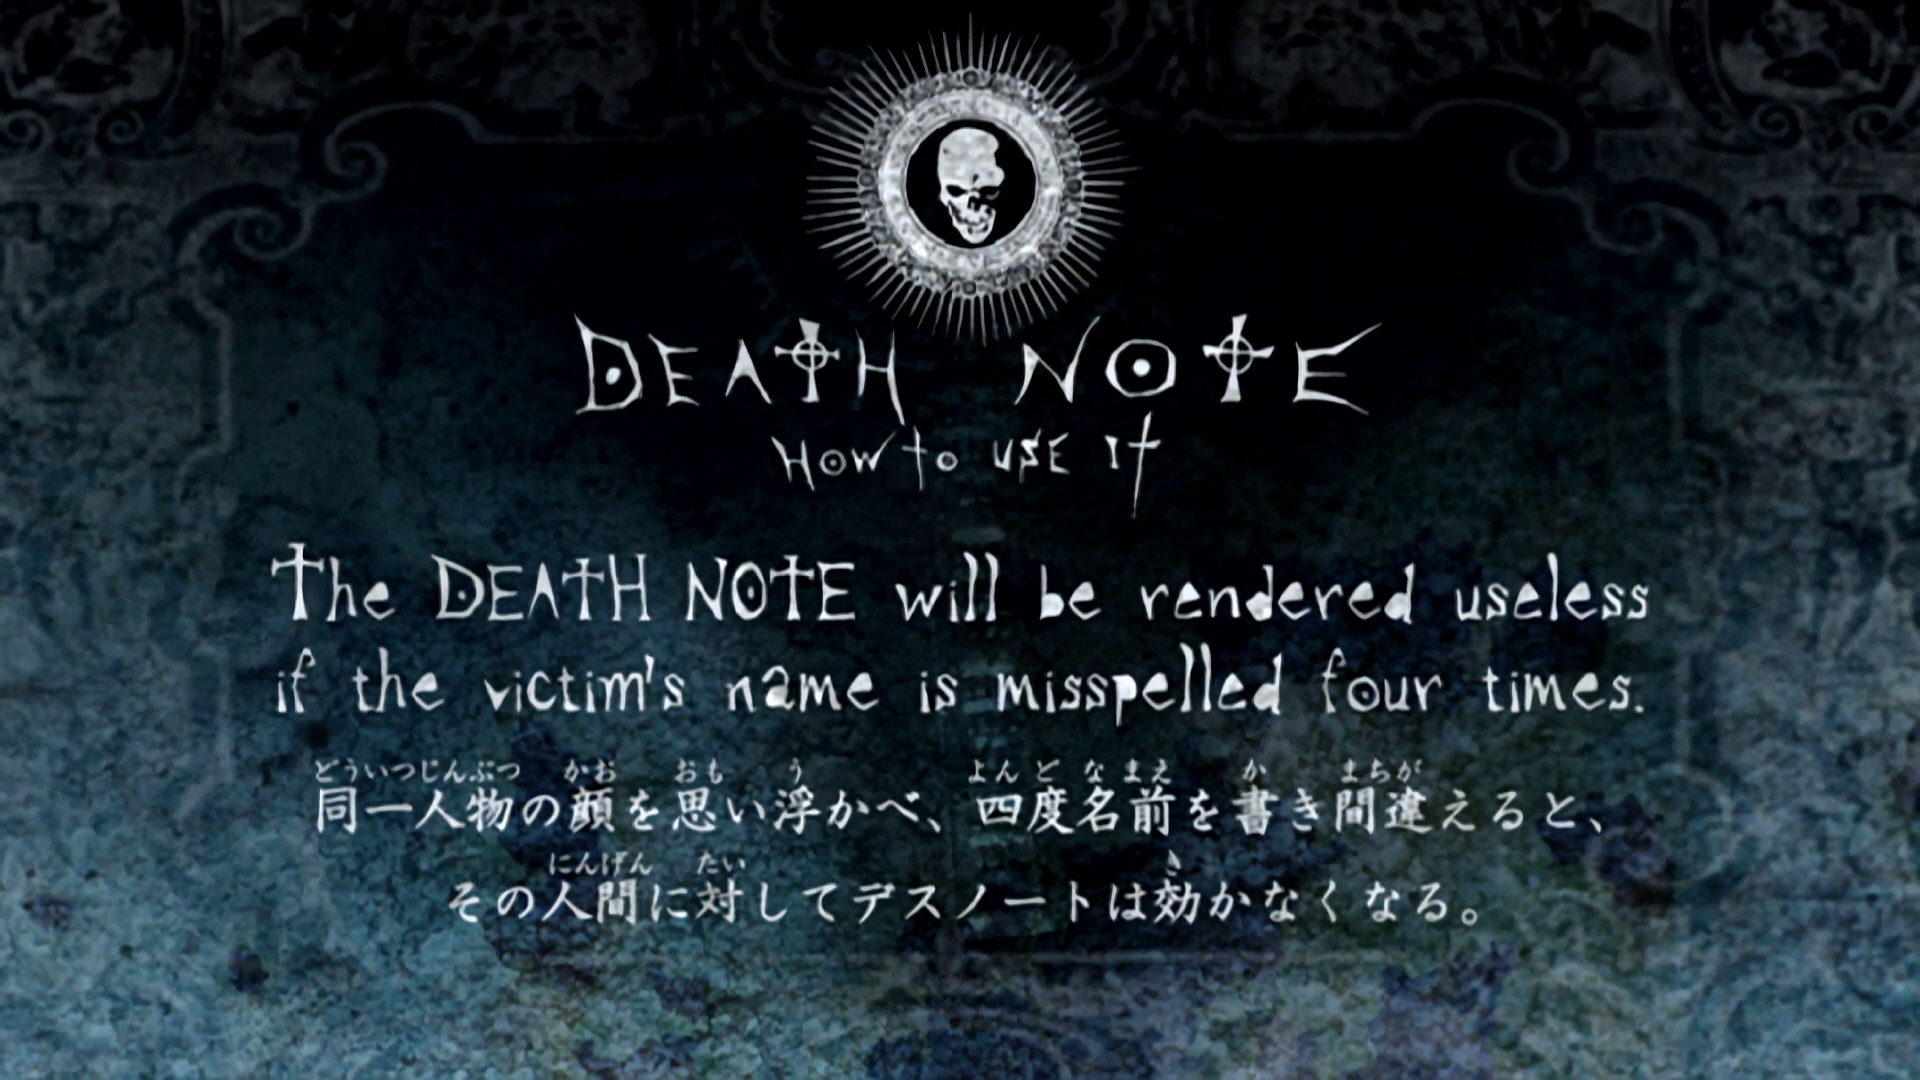 DEATH NOTE
How to use it
The DEATH NOTE will be rendered useless
if the victim's name is misspelled four times.
どういつじんぶつ かお おも う よんど なまえ か まちが
同一人物の顔を思い浮かべ、四度名前を書き間違えると、
にんげん たい き
その人間に対してデスノートは効かなくなる。